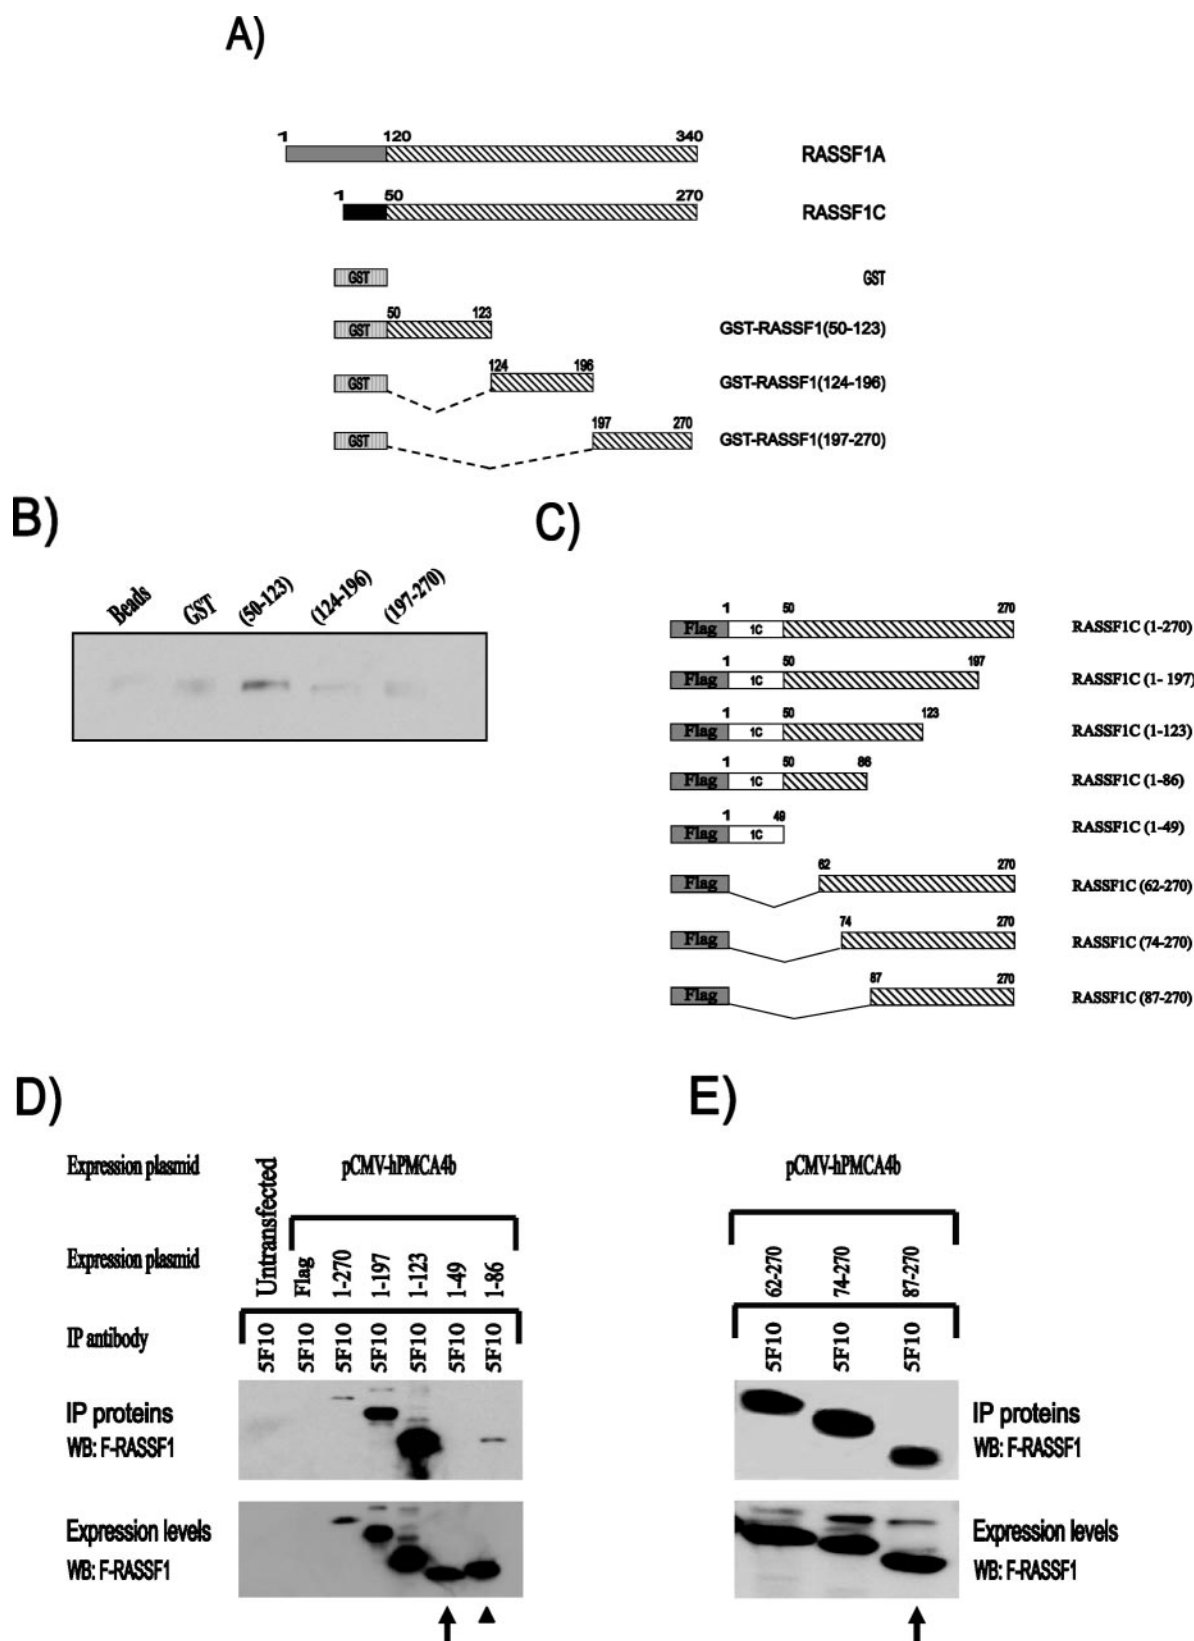 A)
1 120 340
RASSF1A
1 50 270
RASSF1C
GST
GST
50 123
GST
GST-RASSF1(50-123)
124 196
GST
GST-RASSF1(124-196)
197 270
GST
GST-RASSF1(197-270)
B)
Beads GST (50-123) (124-196) (197-270)
C)
1 50 270
Flag 1C
RASSF1C (1-270)
1 50 197
Flag 1C
RASSF1C (1- 197)
1 50 123
Flag 1C
RASSF1C (1-123)
1 50 86
Flag 1C
RASSF1C (1-86)
1 49
Flag 1C
RASSF1C (1-49)
62 270
Flag
RASSF1C (62-270)
74 270
Flag
RASSF1C (74-270)
87 270
Flag
RASSF1C (87-270)
D)
Expression plasmid
pCMV-hPMCA4b
Expression plasmid
Untransfected Flag 1-270 1-197 1-123 1-49 1-86
IP antibody
5F10 5F10 5F10 5F10 5F10 5F10 5F10
IP proteins
WB: F-RASSF1
Expression levels
WB: F-RASSF1
E)
pCMV-hPMCA4b
62-270 74-270 87-270
5F10 5F10 5F10
IP proteins
WB: F-RASSF1
Expression levels
WB: F-RASSF1